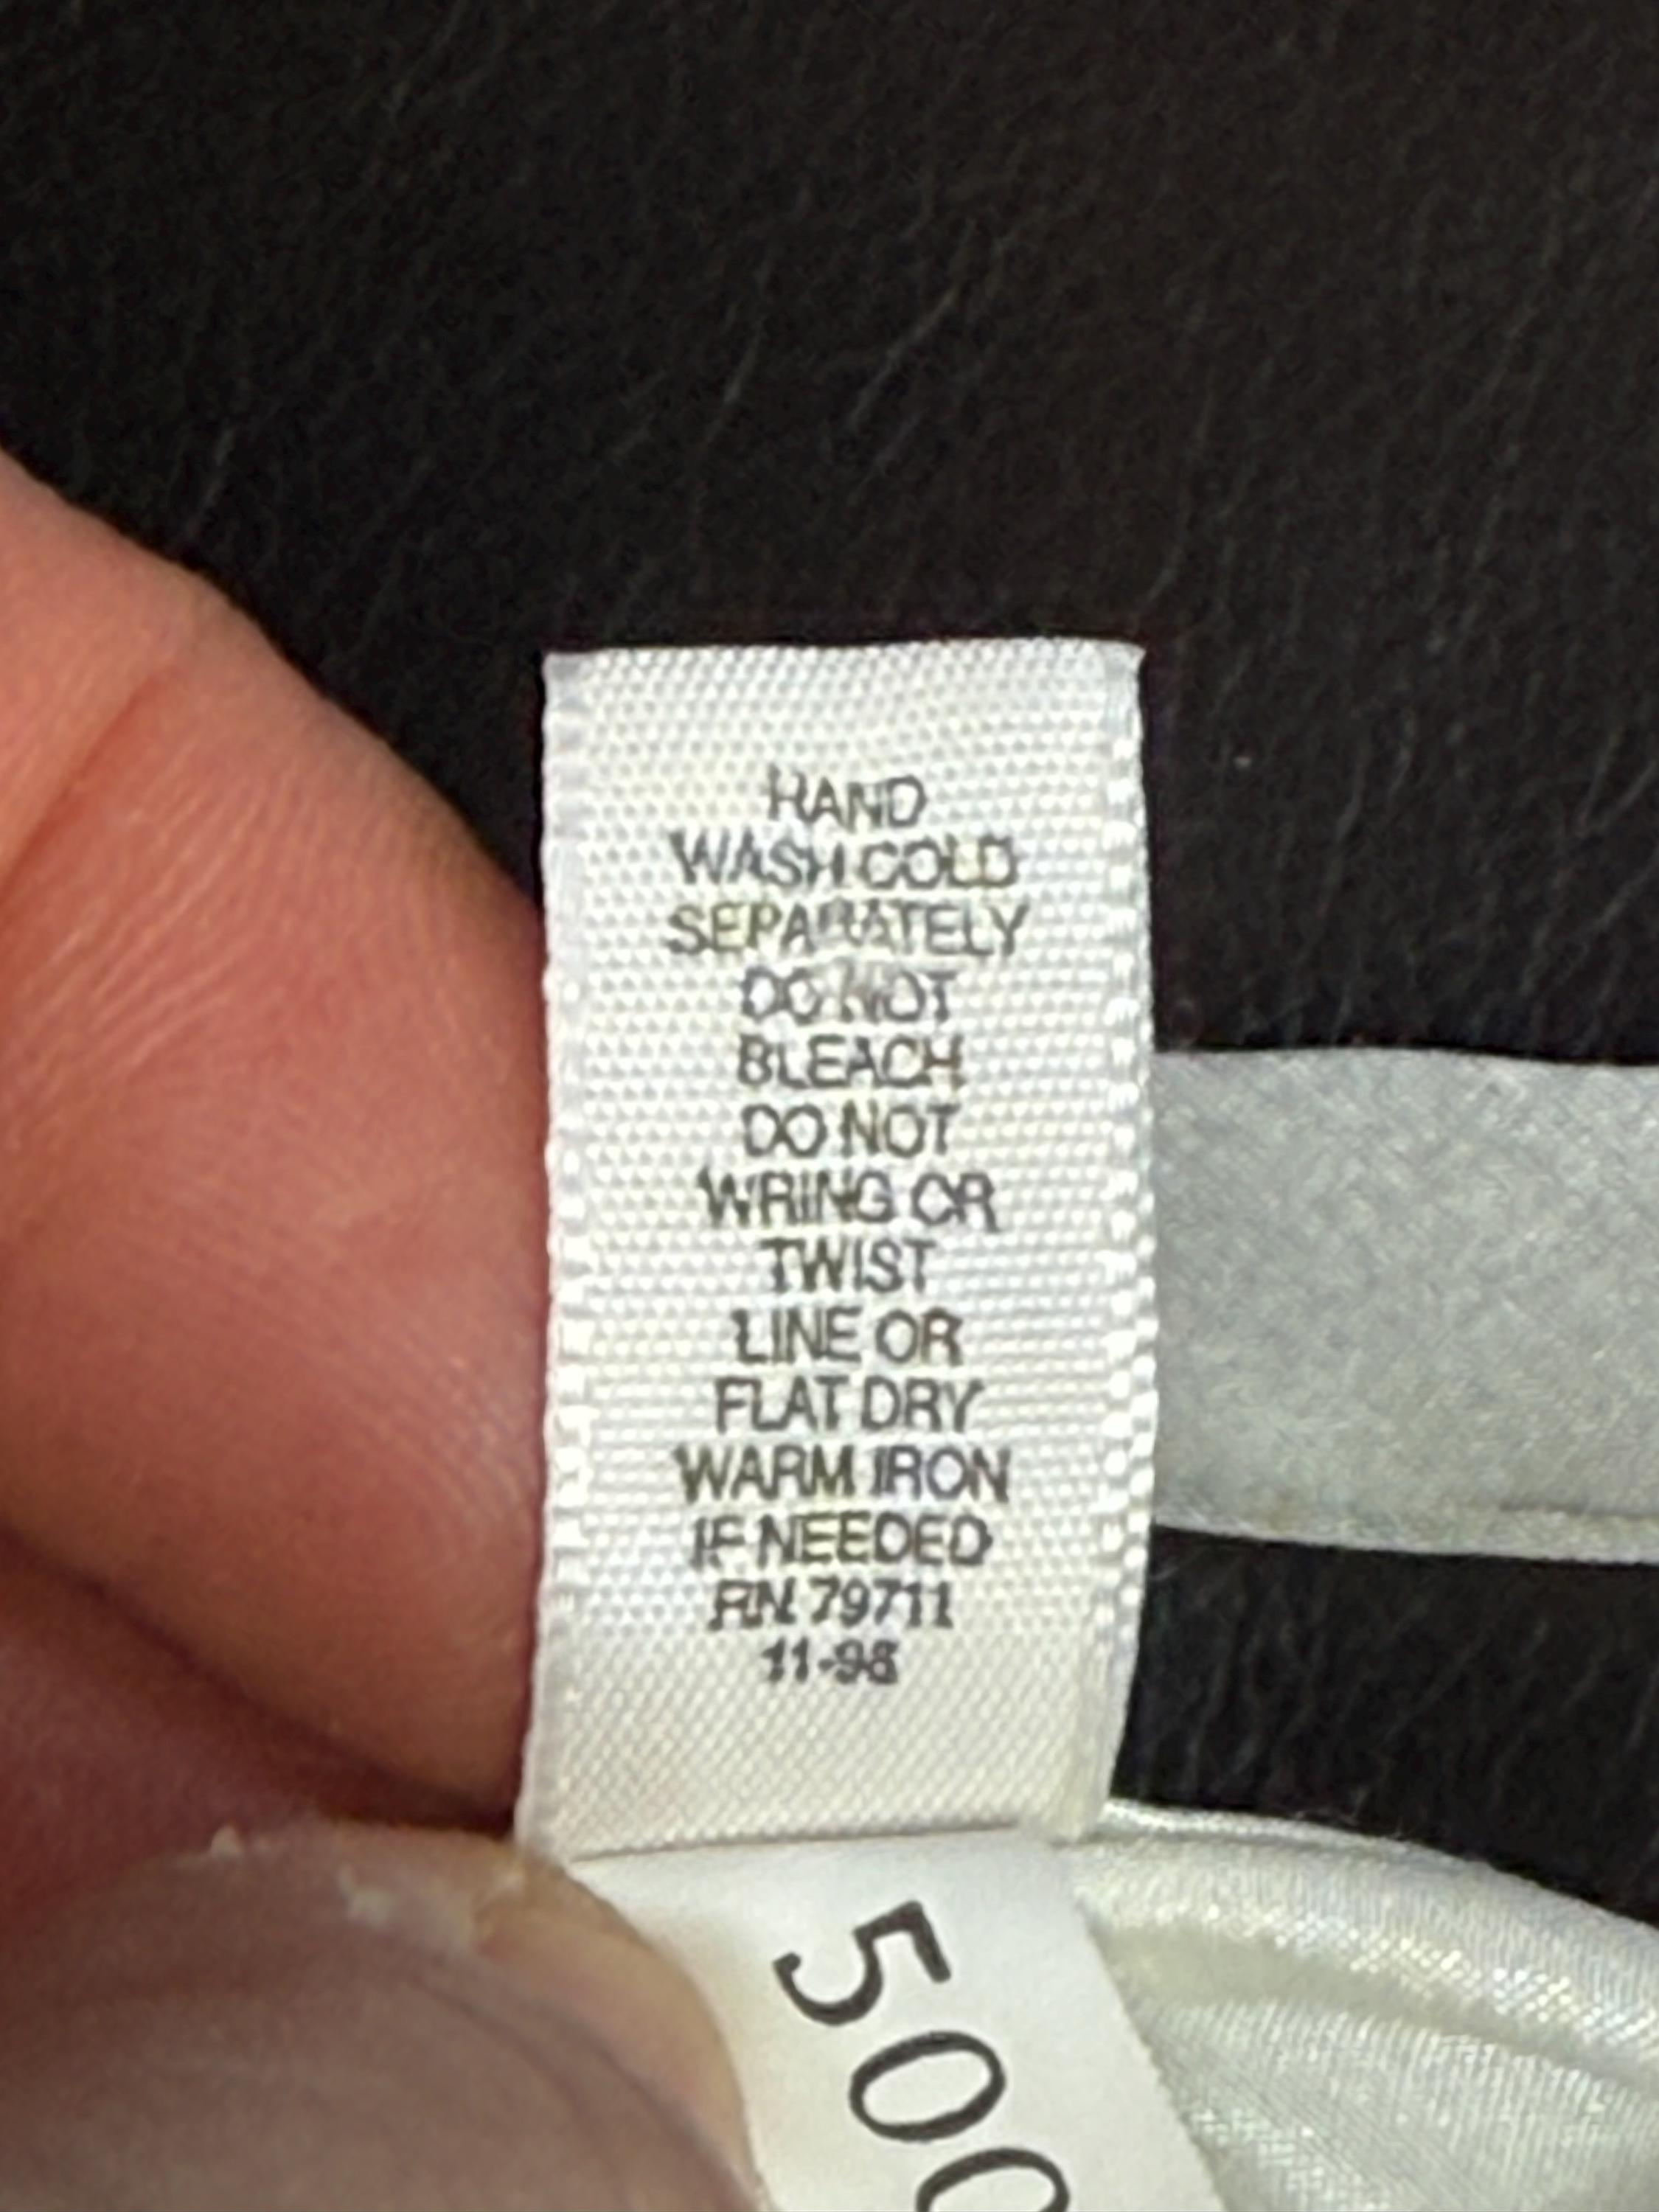 HAND
WASH COLD
SEPARATELY
DO NOT
BLEACH
DO NOT
WRING OR
TWIST
LINE OR
FLAT DRY
WARM IRON
IF NEEDED
RN 79711
11-98
500